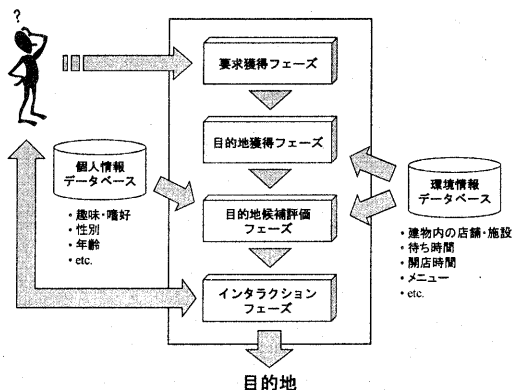 ?
要求獲得フェーズ
目的地獲得フェーズ
個人情報
データベース
・趣味・嗜好
・性別
・年齢
・etc.
目的地候補評価
フェーズ
環境情報
データベース
・建物内の店舗・施設
・待ち時間
・開店時間
・メニュー
・etc.
インタラクション
フェーズ
目的地